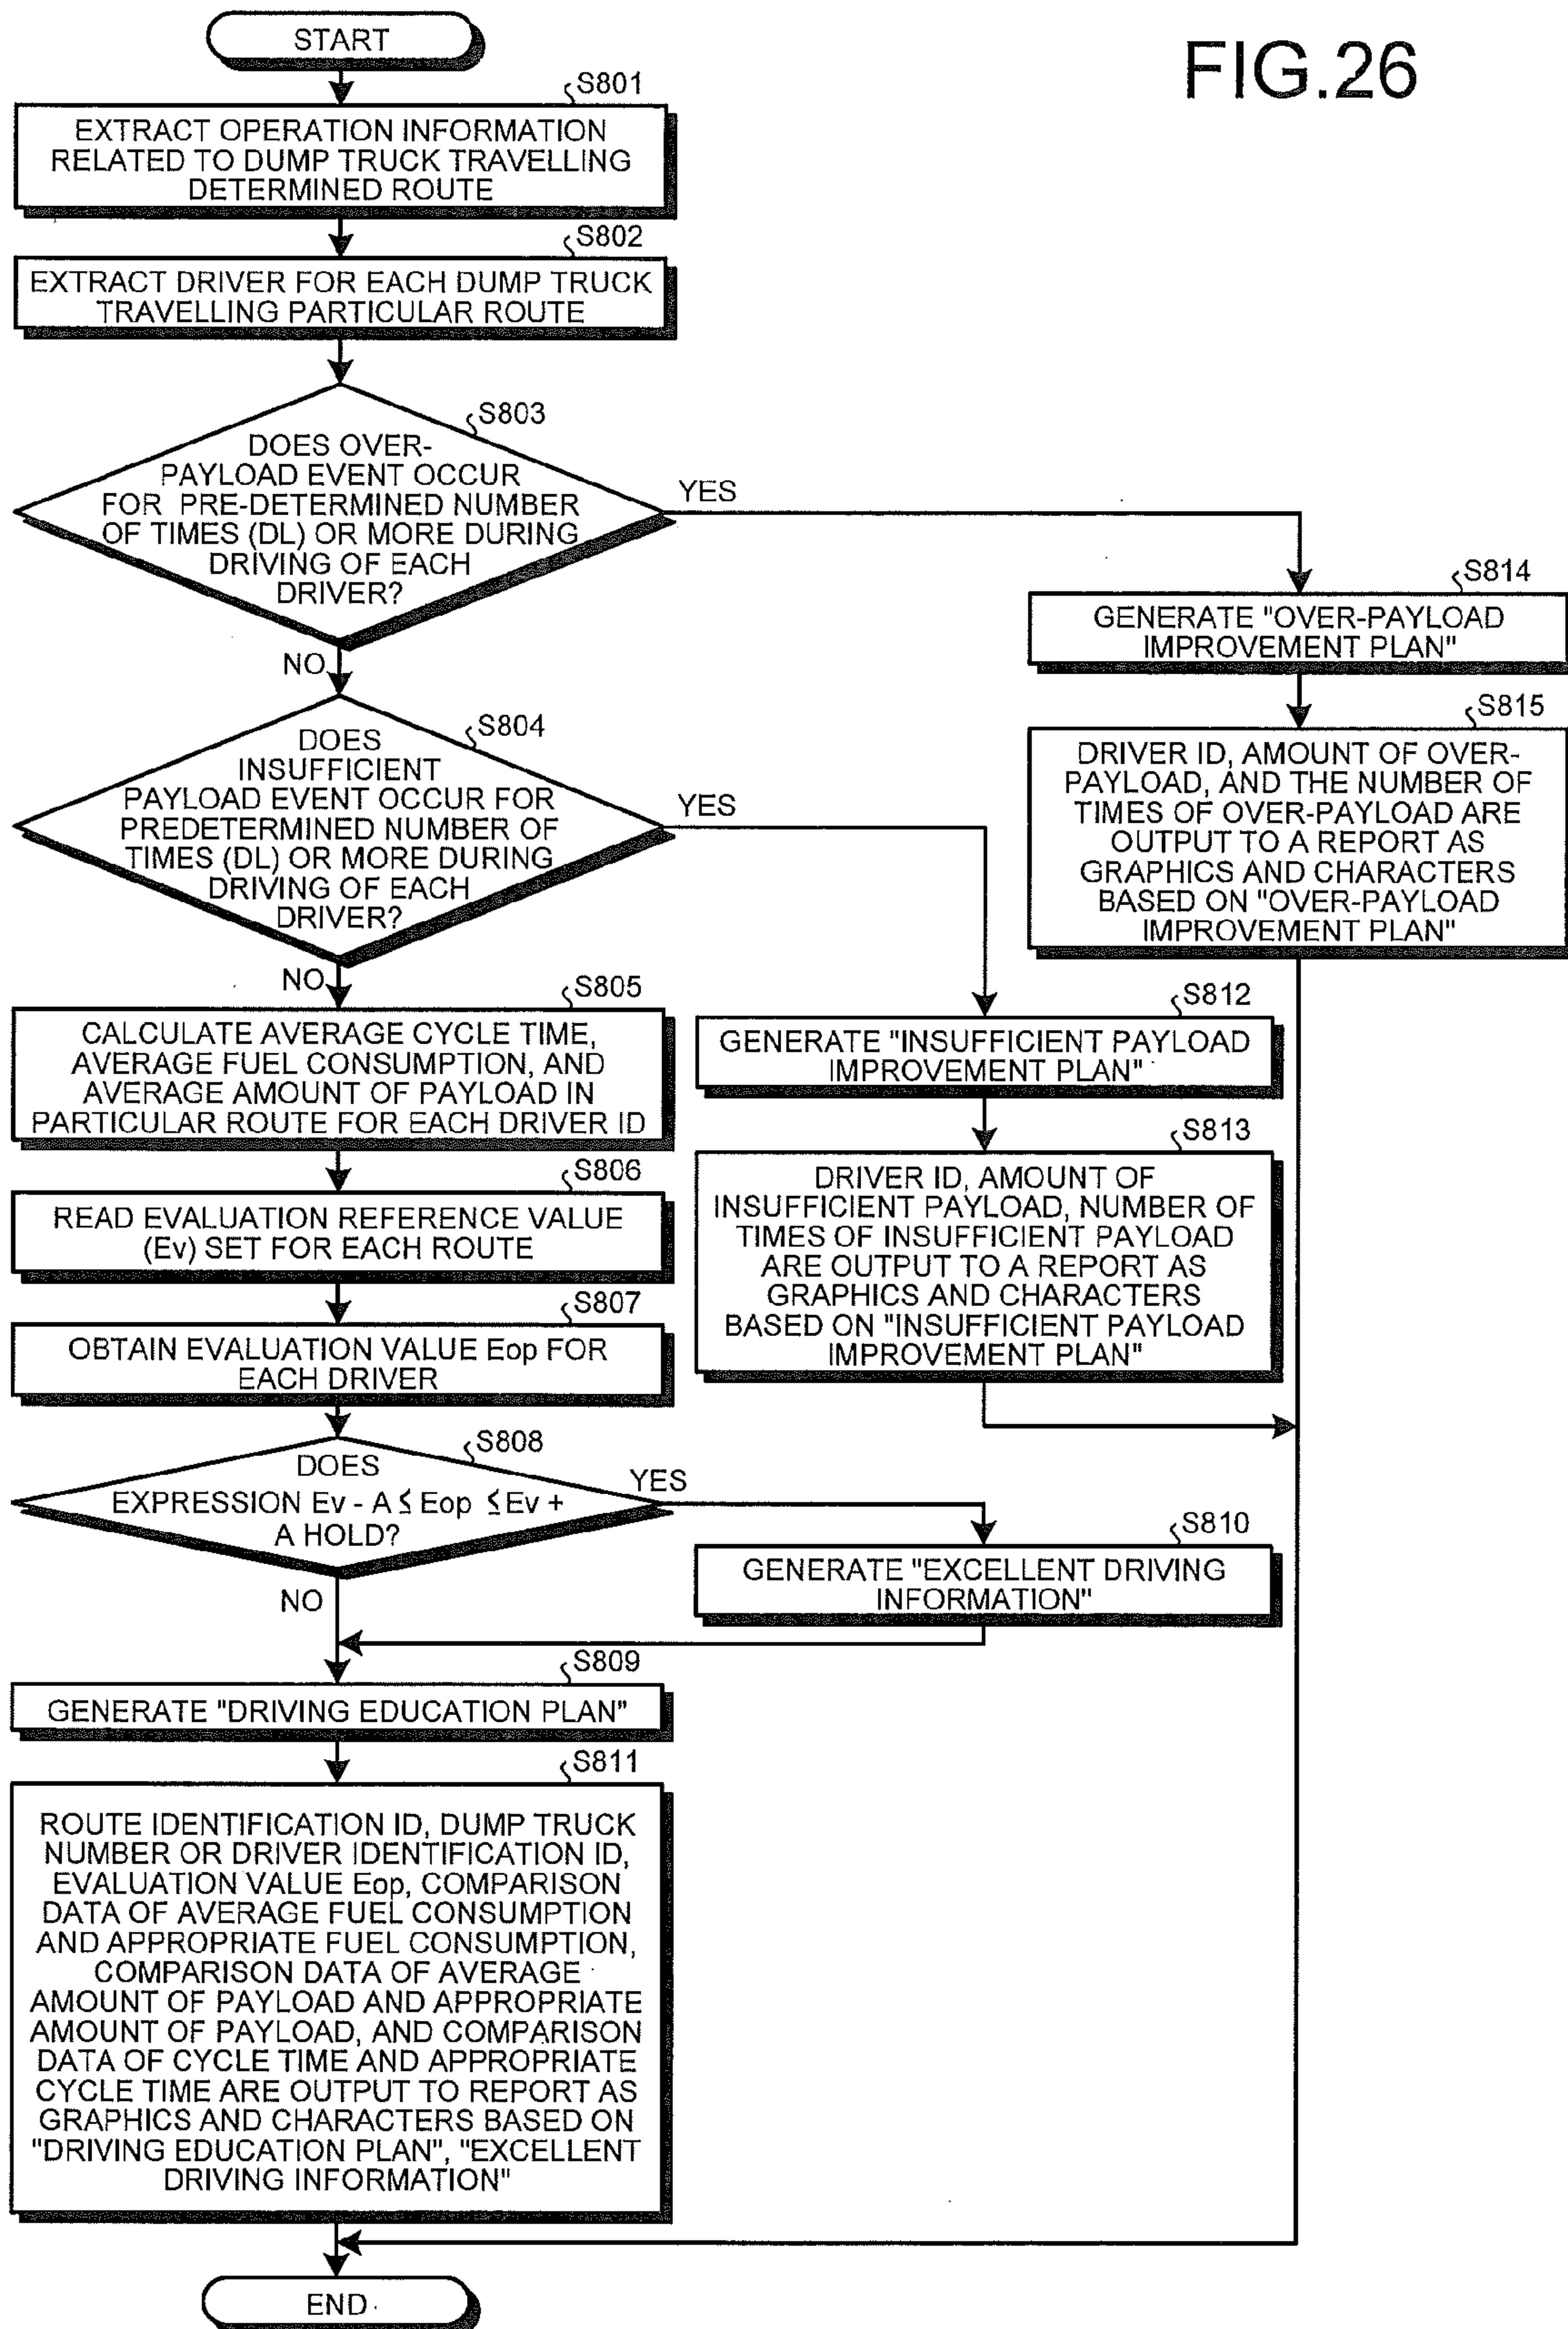 FIG.26
START
S801
EXTRACT OPERATION INFORMATION
RELATED TO DUMP TRUCK TRAVELLING
DETERMINED ROUTE
S802
EXTRACT DRIVER FOR EACH DUMP TRUCK
TRAVELLING PARTICULAR ROUTE
S803
DOES OVER-
PAYLOAD EVENT OCCUR
FOR PRE-DETERMINED NUMBER
OF TIMES (DL) OR MORE DURING
DRIVING OF EACH
DRIVER?
YES
NO
S814
GENERATE "OVER-PAYLOAD
IMPROVEMENT PLAN"
S815
DRIVER ID, AMOUNT OF OVER-
PAYLOAD, AND THE NUMBER OF
TIMES OF OVER-PAYLOAD ARE
OUTPUT TO A REPORT AS
GRAPHICS AND CHARACTERS
BASED ON "OVER-PAYLOAD
IMPROVEMENT PLAN"
S804
DOES
INSUFFICIENT
PAYLOAD EVENT OCCUR FOR
PREDETERMINED NUMBER OF
TIMES (DL) OR MORE DURING
DRIVING OF EACH
DRIVER?
YES
NO
S812
GENERATE "INSUFFICIENT PAYLOAD
IMPROVEMENT PLAN"
S813
DRIVER ID, AMOUNT OF
INSUFFICIENT PAYLOAD, NUMBER OF
TIMES OF INSUFFICIENT PAYLOAD
ARE OUTPUT TO A REPORT AS
GRAPHICS AND CHARACTERS
BASED ON "INSUFFICIENT PAYLOAD
IMPROVEMENT PLAN"
S805
CALCULATE AVERAGE CYCLE TIME,
AVERAGE FUEL CONSUMPTION, AND
AVERAGE AMOUNT OF PAYLOAD IN
PARTICULAR ROUTE FOR EACH DRIVER ID
S806
READ EVALUATION REFERENCE VALUE
(Ev) SET FOR EACH ROUTE
S807
OBTAIN EVALUATION VALUE Eop FOR
EACH DRIVER
S808
DOES
EXPRESSION Ev - A ≤ Eop ≤ Ev +
A HOLD?
YES
NO
S810
GENERATE "EXCELLENT DRIVING
INFORMATION"
S809
GENERATE "DRIVING EDUCATION PLAN"
S811
ROUTE IDENTIFICATION ID, DUMP TRUCK
NUMBER OR DRIVER IDENTIFICATION ID,
EVALUATION VALUE Eop, COMPARISON
DATA OF AVERAGE FUEL CONSUMPTION
AND APPROPRIATE FUEL CONSUMPTION,
COMPARISON DATA OF AVERAGE
AMOUNT OF PAYLOAD AND APPROPRIATE
AMOUNT OF PAYLOAD, AND COMPARISON
DATA OF CYCLE TIME AND APPROPRIATE
CYCLE TIME ARE OUTPUT TO REPORT AS
GRAPHICS AND CHARACTERS BASED ON
"DRIVING EDUCATION PLAN", "EXCELLENT
DRIVING INFORMATION"
END